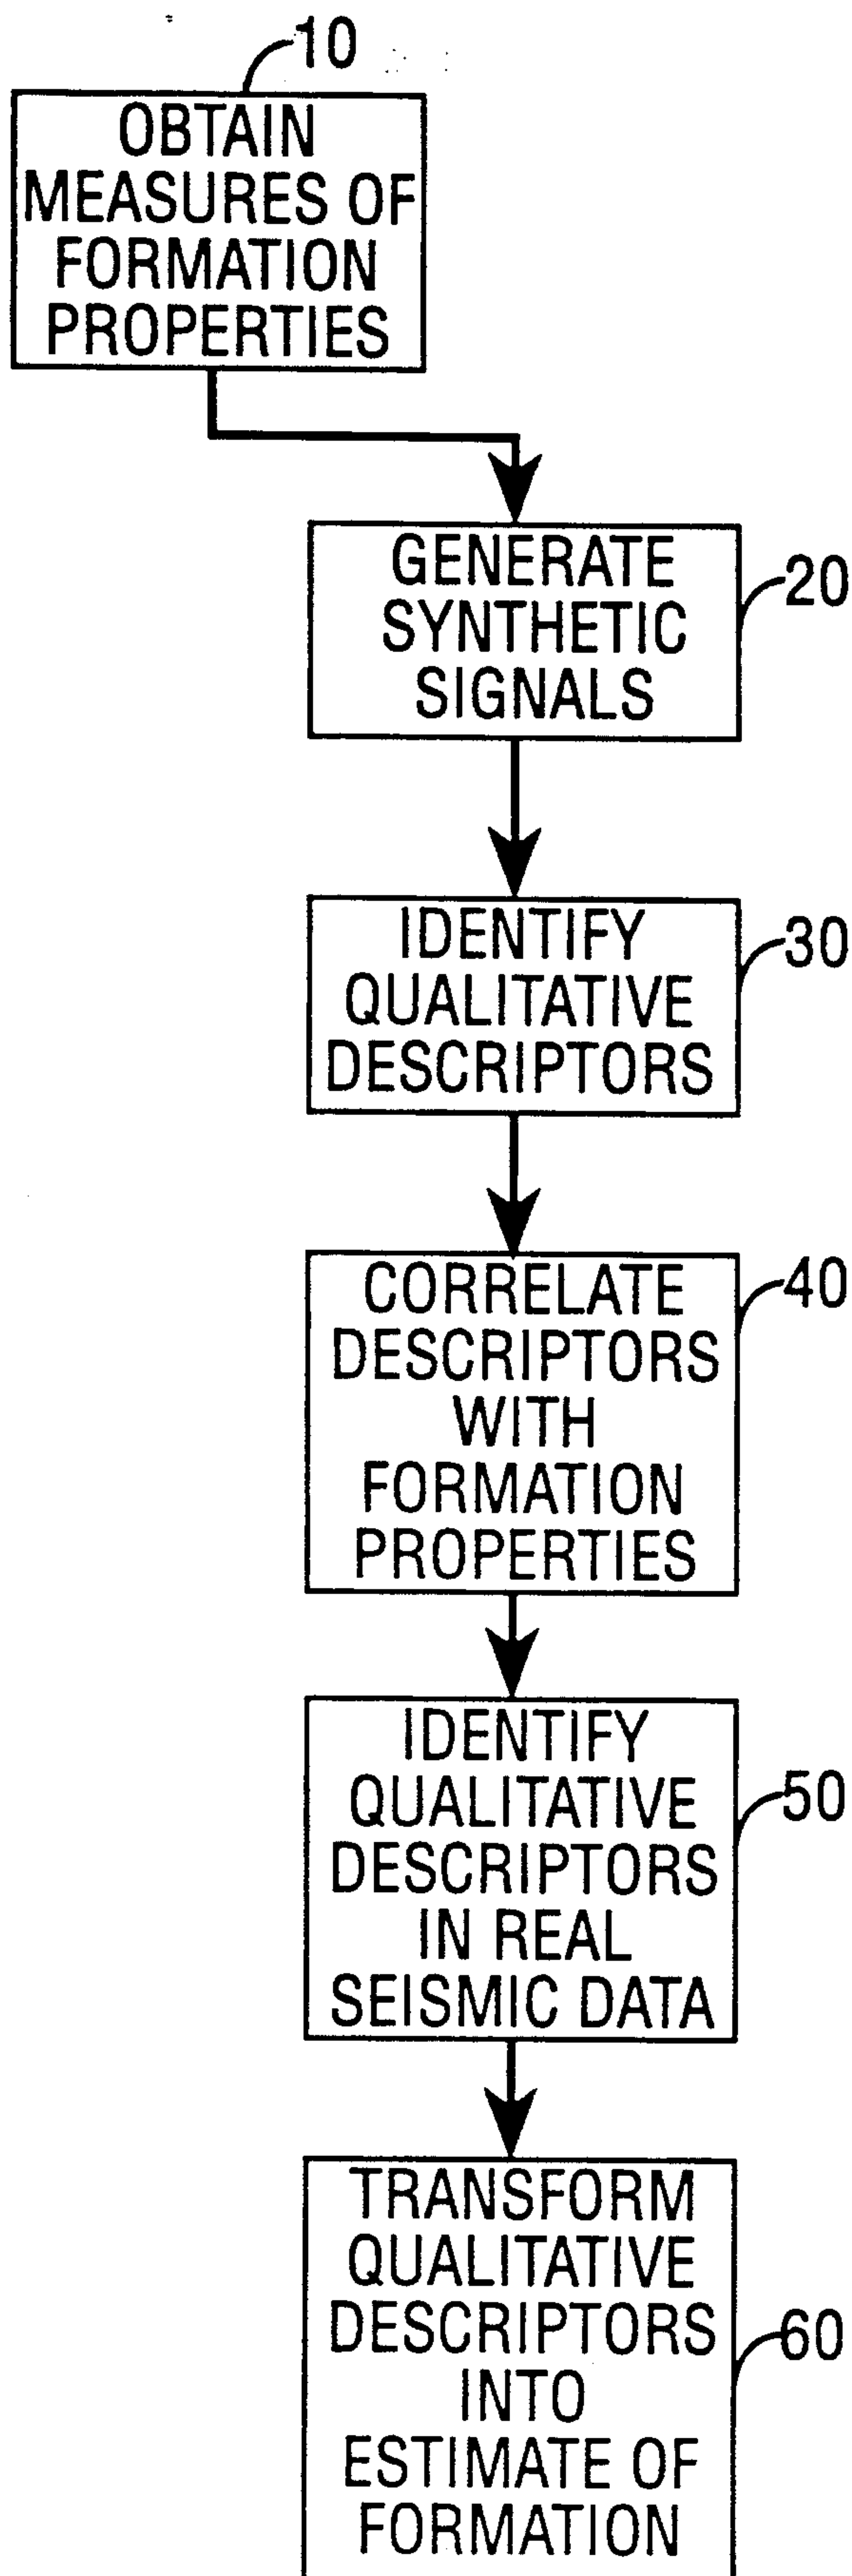 10
OBTAIN
MEASURES OF
FORMATION
PROPERTIES
GENERATE
SYNTHETIC
SIGNALS
20
IDENTIFY
QUALITATIVE
DESCRIPTORS
30
CORRELATE
DESCRIPTORS
WITH
FORMATION
PROPERTIES
40
IDENTIFY
QUALITATIVE
DESCRIPTORS
IN REAL
SEISMIC DATA
50
TRANSFORM
QUALITATIVE
DESCRIPTORS
INTO
ESTIMATE OF
FORMATION
60